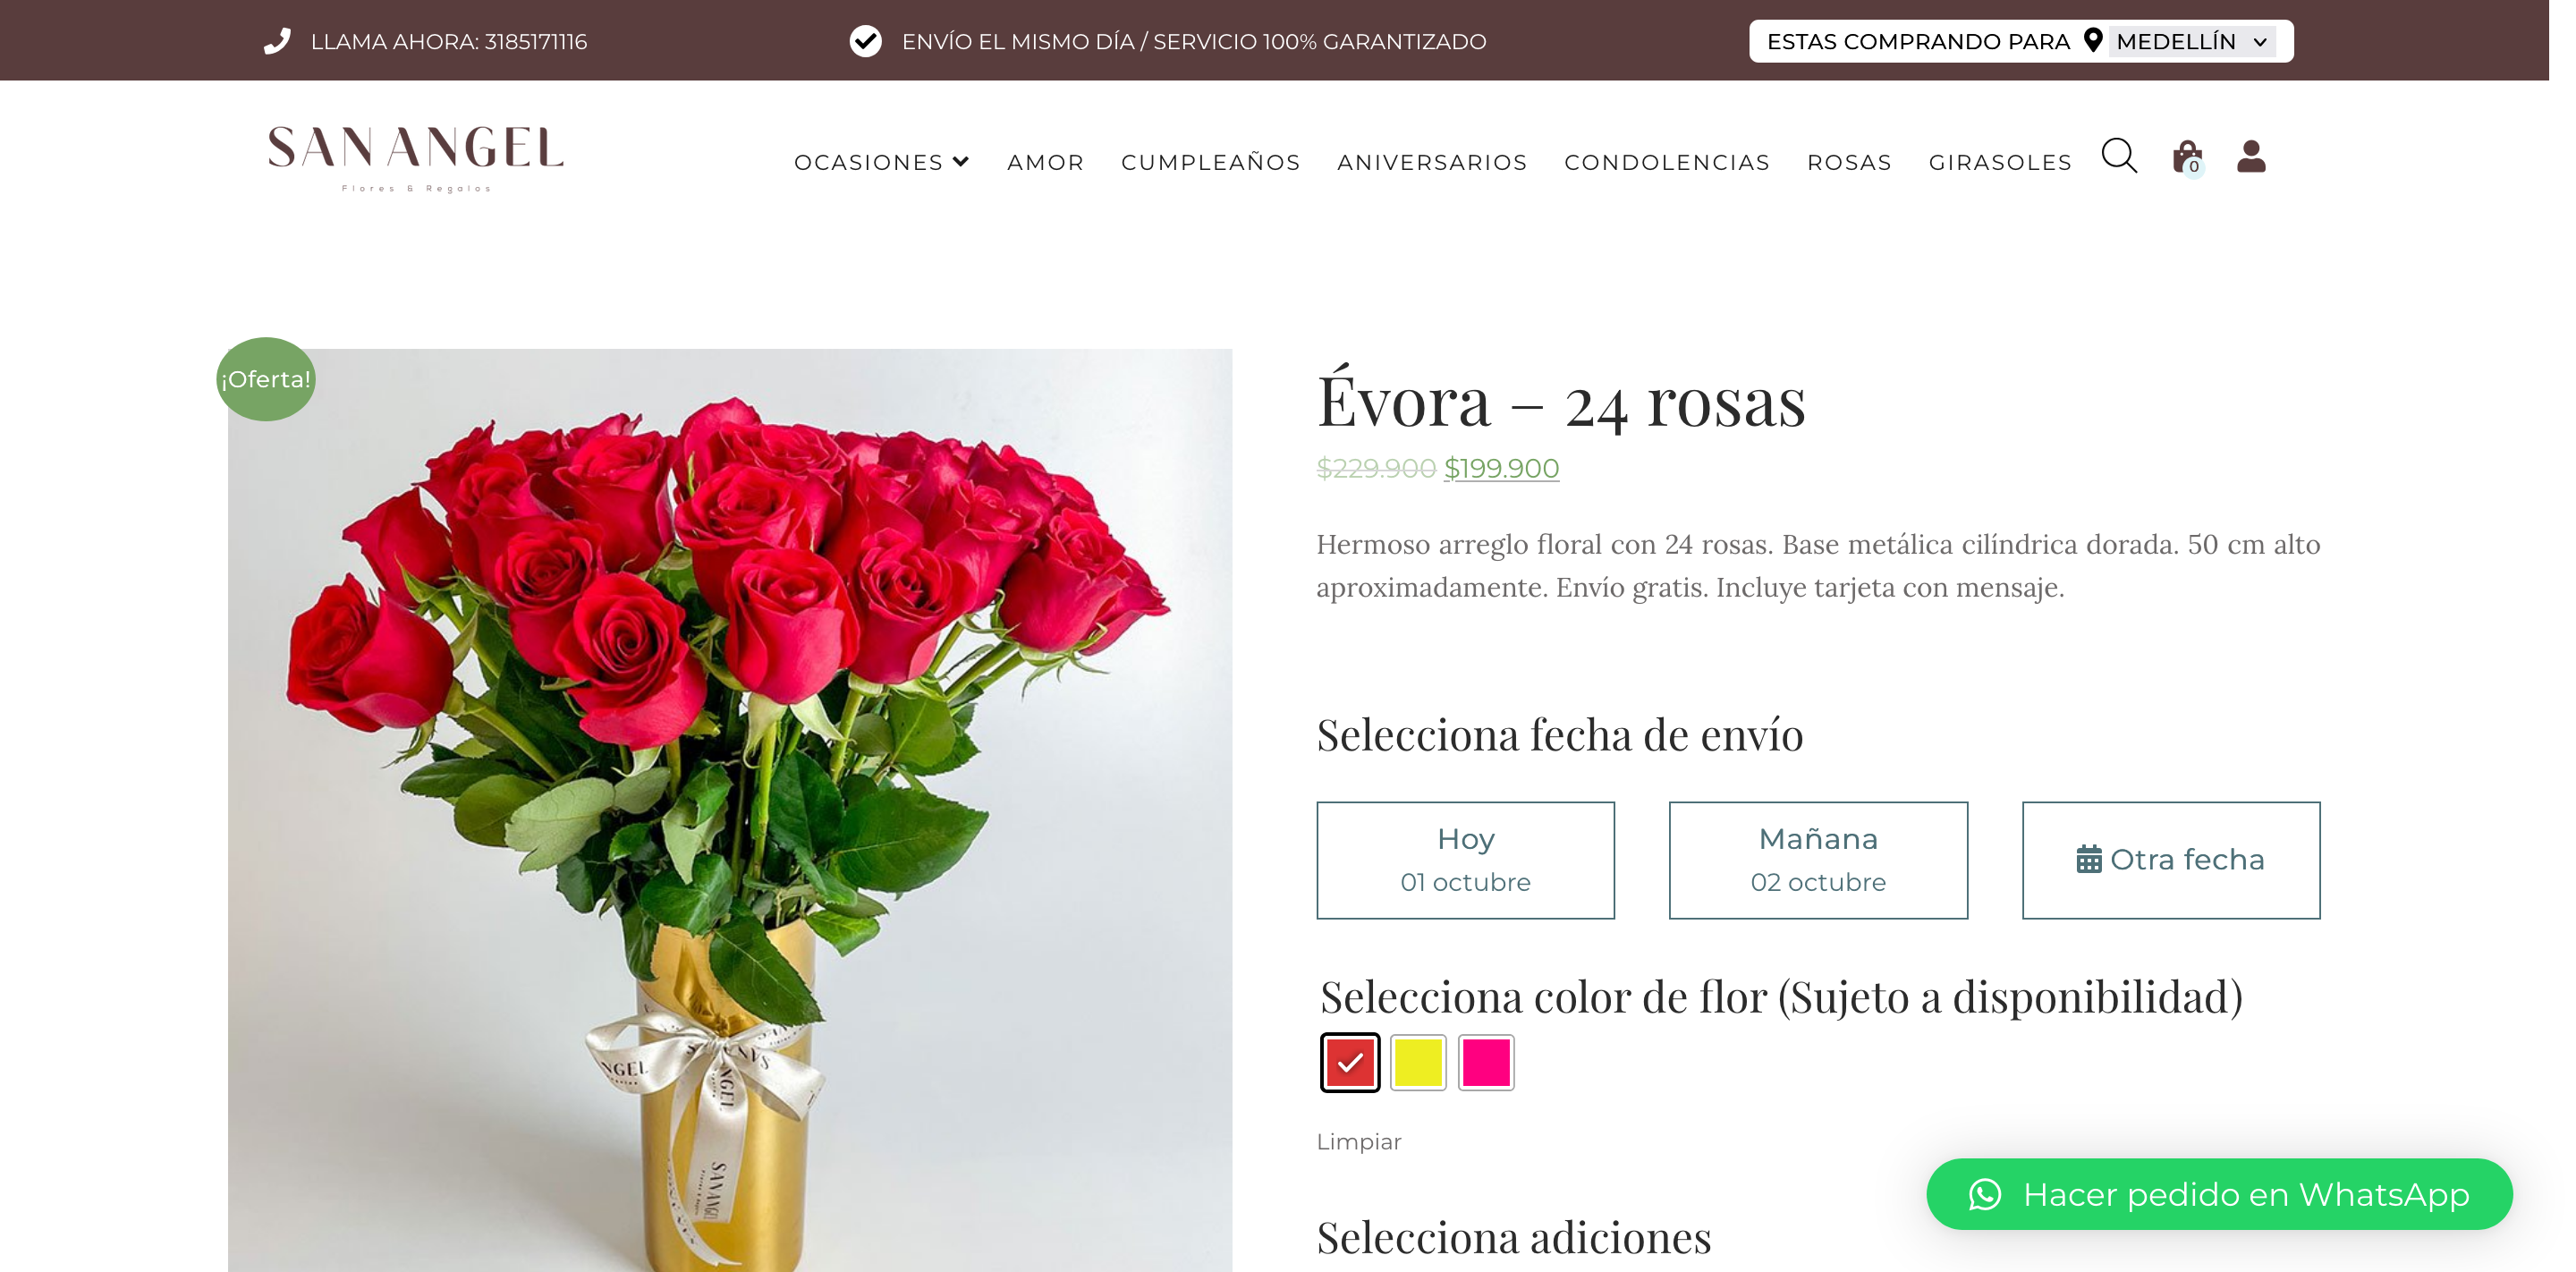 LLAMA AHORA: 3185171116
ENVÍO EL MISMO DÍA / SERVICIO 100% GARANTIZADO
ESTAS COMPRANDO PARA MEDELLÍN
SAN ANGEL
Flores & Regalos
OCASIONES AMOR CUMPLEAÑOS ANIVERSARIOS CONDOLENCIAS ROSAS GIRASOLES
0
¡Oferta!
Évora – 24 rosas
$229.900 $199.900
Hermoso arreglo floral con 24 rosas. Base metálica cilíndrica dorada. 50 cm alto
aproximadamente. Envío gratis. Incluye tarjeta con mensaje.
Selecciona fecha de envío
Hoy
01 octubre
Mañana
02 octubre
Otra fecha
Selecciona color de flor (Sujeto a disponibilidad)
Limpiar
Hacer pedido en WhatsApp
Selecciona adiciones
ANGEL
ANGEL